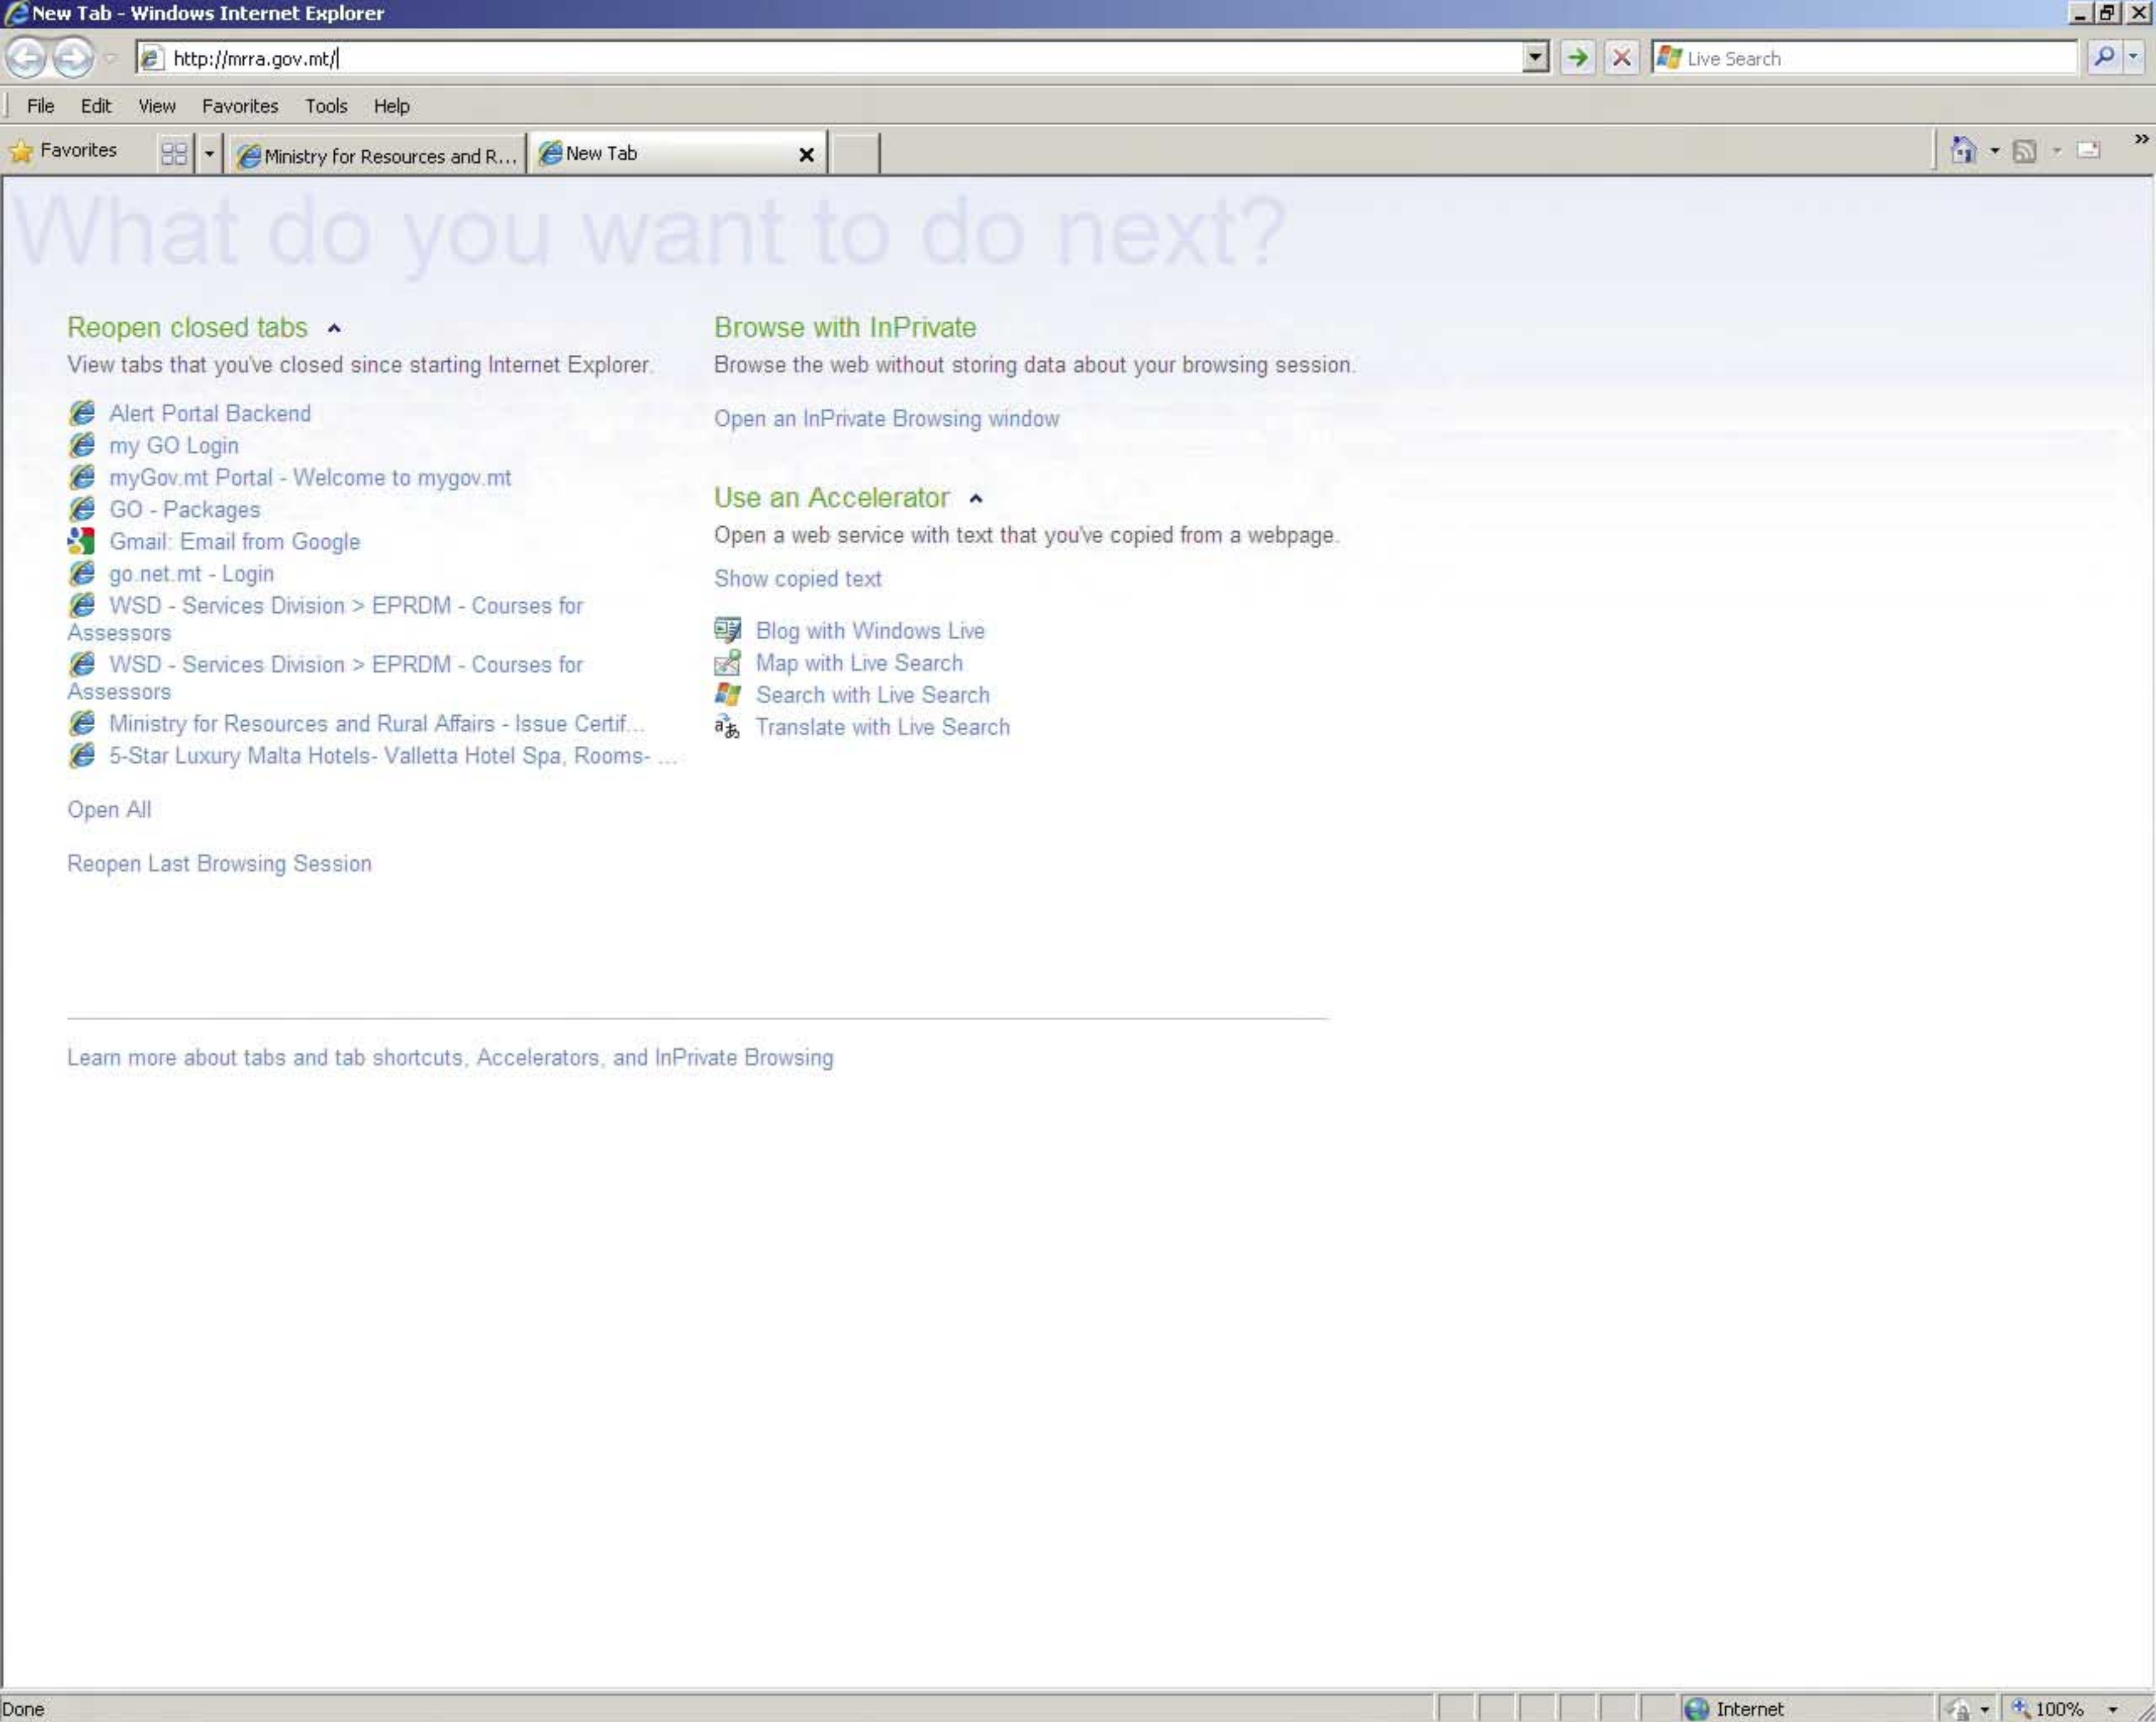 New Tab - Windows Internet Explorer
http://mrra.gov.mt/
Live Search
File Edit View Favorites Tools Help
Favorites
Ministry for Resources and R...
New Tab
What do you want to do next?
Reopen closed tabs
View tabs that you've closed since starting Internet Explorer.
Alert Portal Backend
my GO Login
myGov.mt Portal - Welcome to mygov.mt
GO - Packages
Gmail: Email from Google
go.net.mt - Login
WSD - Services Division > EPRDM - Courses for
Assessors
WSD - Services Division > EPRDM - Courses for
Assessors
Ministry for Resources and Rural Affairs - Issue Certif...
5-Star Luxury Malta Hotels- Valletta Hotel Spa, Rooms- ...
Open All
Reopen Last Browsing Session
Browse with InPrivate
Browse the web without storing data about your browsing session.
Open an InPrivate Browsing window
Use an Accelerator
Open a web service with text that you've copied from a webpage.
Show copied text
Blog with Windows Live
Map with Live Search
Search with Live Search
Translate with Live Search
Learn more about tabs and tab shortcuts, Accelerators, and InPrivate Browsing
Done
Internet
100%